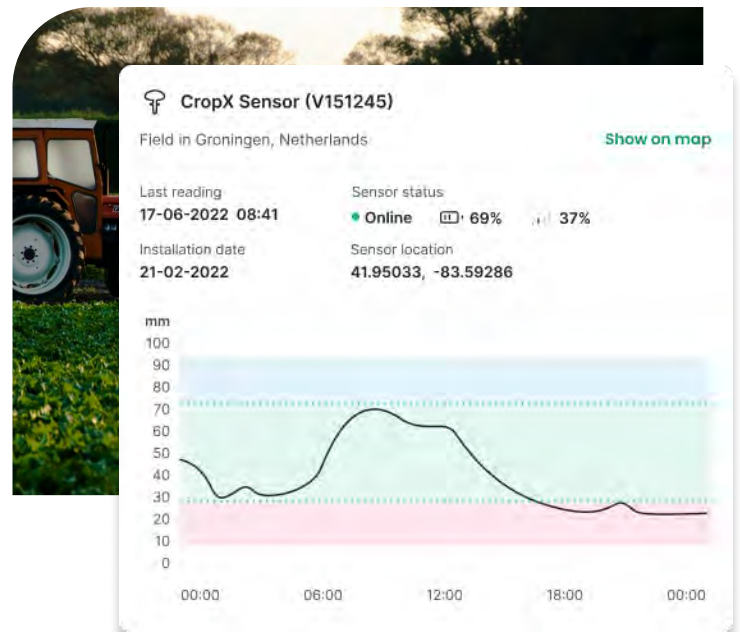 CropX Sensor (V151245)
Field in Groningen, Netherlands
Show on map
Last reading
17-06-2022 08:41
Sensor status
Online 69% 37%
Installation date
21-02-2022
Sensor location
41.95033, -83.59286
mm
100
90
80
70
60
50
40
30
20
10
0
00:00 06:00 12:00 18:00 00:00